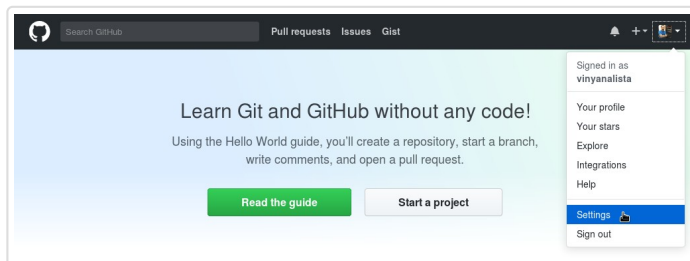 Search GitHub
Pull requests Issues Gist
Signed in as
vinyanalista
Your profile
Your stars
Explore
Integrations
Help
Settings
Sign out
Learn Git and GitHub without any code!
Using the Hello World guide, you'll create a repository, start a branch,
write comments, and open a pull request.
Read the guide
Start a project